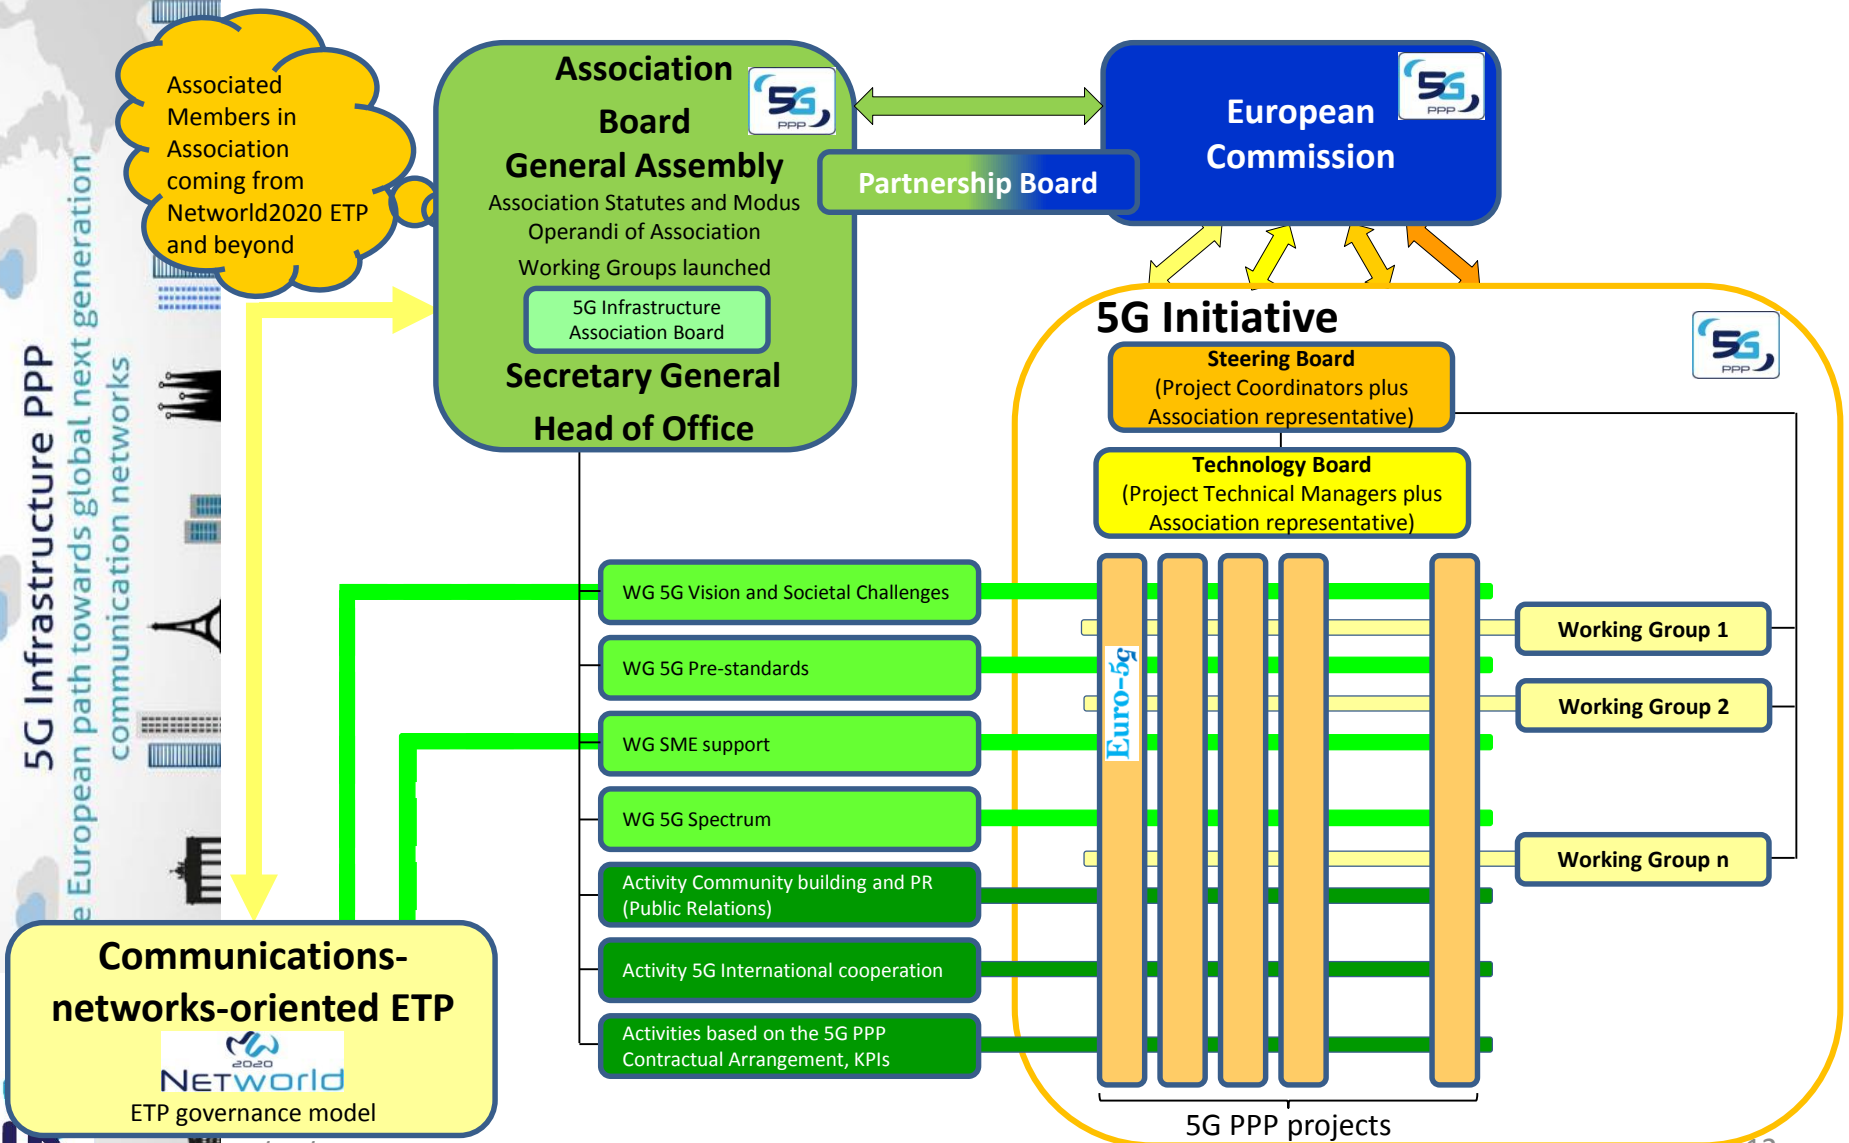 5G Infrastructure PPP
e European path towards global next generation
communication networks
Associated
Members in
Association
coming from
Networld2020 ETP
and beyond
Association
Board
General Assembly
Association Statutes and Modus
Operandi of Association
Working Groups launched
5G Infrastructure
Association Board
Secretary General
Head of Office
5G
PPP
Partnership Board
European
Commission
5G
PPP
5G Initiative
5G
PPP
Steering Board
(Project Coordinators plus
Association representative)
Technology Board
(Project Technical Managers plus
Association representative)
WG 5G Vision and Societal Challenges
WG 5G Pre-standards
WG SME support
WG 5G Spectrum
Activity Community building and PR
(Public Relations)
Activity 5G International cooperation
Activities based on the 5G PPP
Contractual Arrangement, KPIs
Euro-5g
Working Group 1
Working Group 2
Working Group n
5G PPP projects
Communications-
networks-oriented ETP
2020
NETworld
ETP governance model